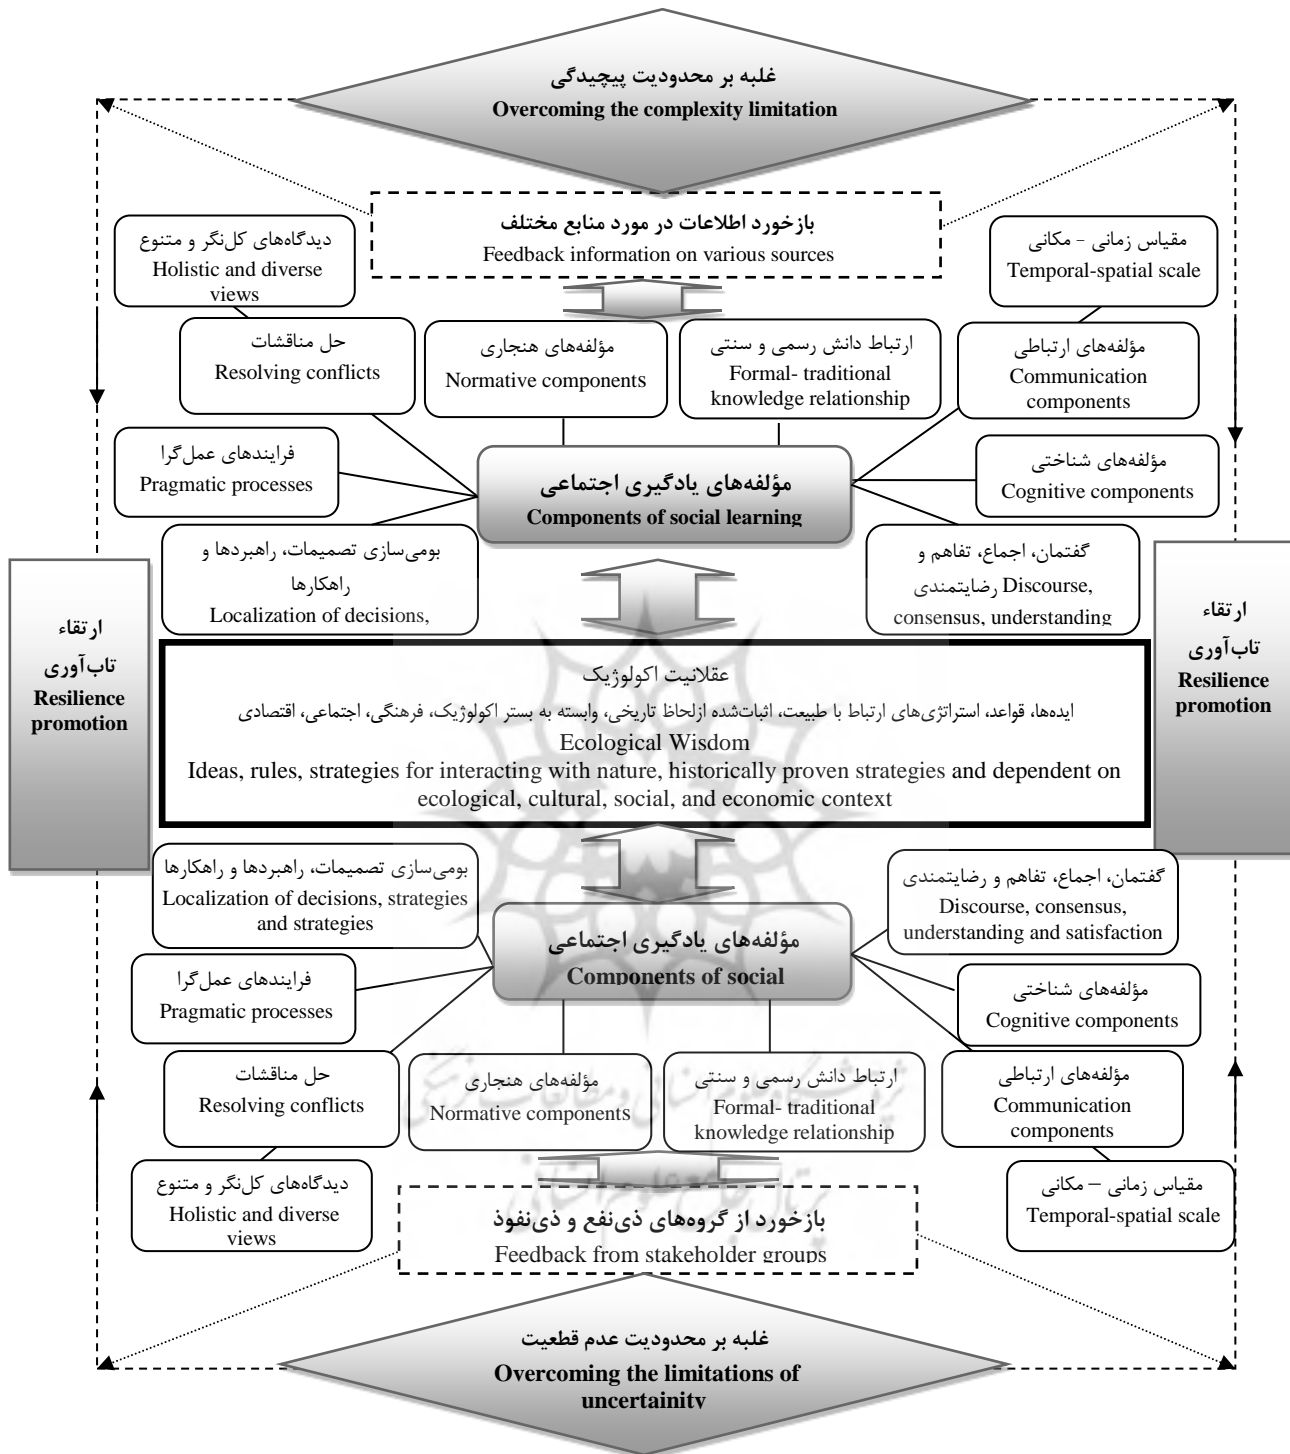 غلبه بر محدودیت پیچیدگی
Overcoming the complexity limitation
بازخورد اطلاعات در مورد منابع مختلف
Feedback information on various sources
دیدگاه‌های کل‌نگر و متنوع
Holistic and diverse
views
مقیاس زمانی - مکانی
Temporal-spatial scale
حل مناقشات
Resolving conflicts
مؤلفه‌های هنجاری
Normative components
ارتباط دانش رسمی و سنتی
Formal- traditional
knowledge relationship
مؤلفه‌های ارتباطی
Communication
components
فرایندهای عمل‌گرا
Pragmatic processes
مؤلفه‌های یادگیری اجتماعی
Components of social learning
مؤلفه‌های شناختی
Cognitive components
بومی‌سازی تصمیمات، راهبردها و
راهکارها
Localization of decisions,
گفتمان، اجماع، تفاهم و
رضایتمندی Discourse,
consensus, understanding
ارتقاء
تاب‌آوری
Resilience
promotion
ارتقاء
تاب‌آوری
Resilience
promotion
عقلانیت اکولوژیک
ایده‌ها، قواعد، استراتژی‌های ارتباط با طبیعت، اثبات‌شده ازلحاظ تاریخی، وابسته به بستر اکولوژیک، فرهنگی، اجتماعی، اقتصادی
Ecological Wisdom
Ideas, rules, strategies for interacting with nature, historically proven strategies and dependent on
ecological, cultural, social, and economic context
بومی‌سازی تصمیمات، راهبردها و راهکارها
Localization of decisions, strategies
and strategies
گفتمان، اجماع، تفاهم و رضایتمندی
Discourse, consensus,
understanding and satisfaction
مؤلفه‌های یادگیری اجتماعی
Components of social
فرایندهای عمل‌گرا
Pragmatic processes
مؤلفه‌های شناختی
Cognitive components
حل مناقشات
Resolving conflicts
مؤلفه‌های هنجاری
Normative components
ارتباط دانش رسمی و سنتی
Formal- traditional
knowledge relationship
مؤلفه‌های ارتباطی
Communication
components
پژوهشگاه علوم انسانی و مطالعات فرهنگی
پرتال جامع علوم انسانی
دیدگاه‌های کل‌نگر و متنوع
Holistic and diverse
views
مقیاس زمانی – مکانی
Temporal-spatial scale
بازخورد از گروه‌های ذی‌نفع و ذی‌نفوذ
Feedback from stakeholder groups
غلبه بر محدودیت عدم قطعیت
Overcoming the limitations of
uncertainity